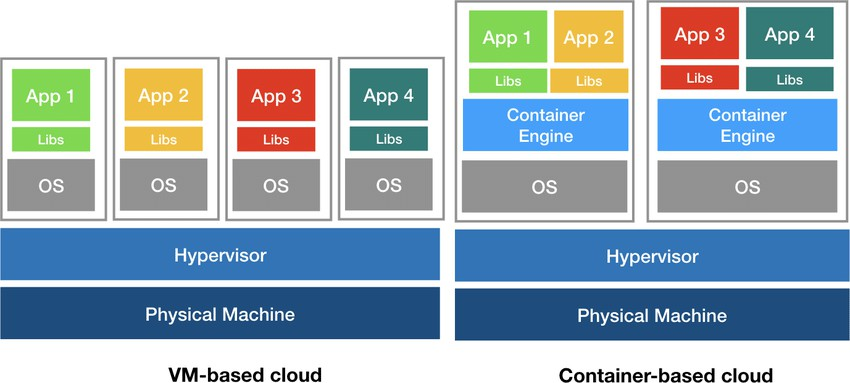 App 1
Libs
OS
App 2
Libs
OS
App 3
Libs
OS
App 4
Libs
OS
Hypervisor
Physical Machine
VM-based cloud
App 1
App 2
Libs
Libs
Container
Engine
OS
App 3
App 4
Libs
Libs
Container
Engine
OS
Hypervisor
Physical Machine
Container-based cloud